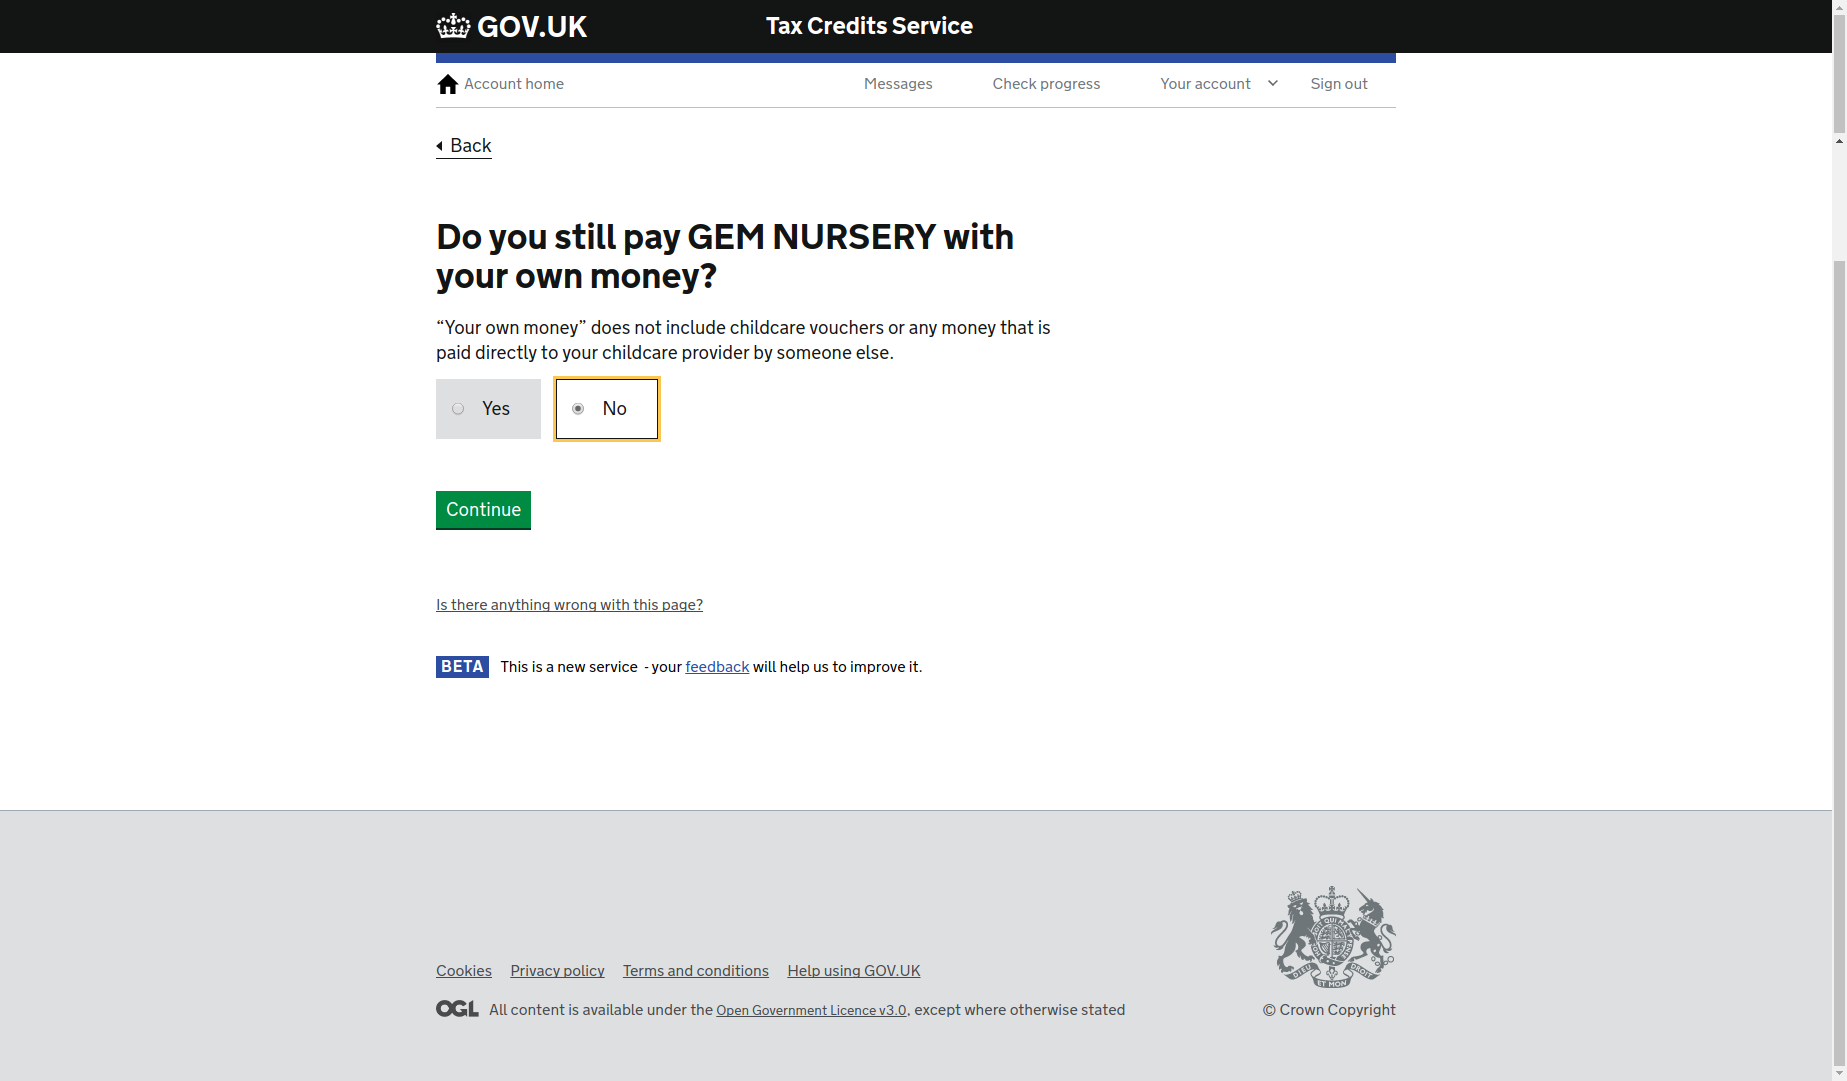 GOV.UK
Tax Credits Service
Account home
Messages
Check progress
Your account
Sign out
Back
Do you still pay GEM NURSERY with
your own money?
“Your own money” does not include childcare vouchers or any money that is
paid directly to your childcare provider by someone else.
Yes
No
Continue
Is there anything wrong with this page?
BETA This is a new service - your feedback will help us to improve it.
Cookies Privacy policy Terms and conditions Help using GOV.UK
OGL All content is available under the Open Government Licence v3.0, except where otherwise stated
DIEU ET MON DROIT
© Crown Copyright